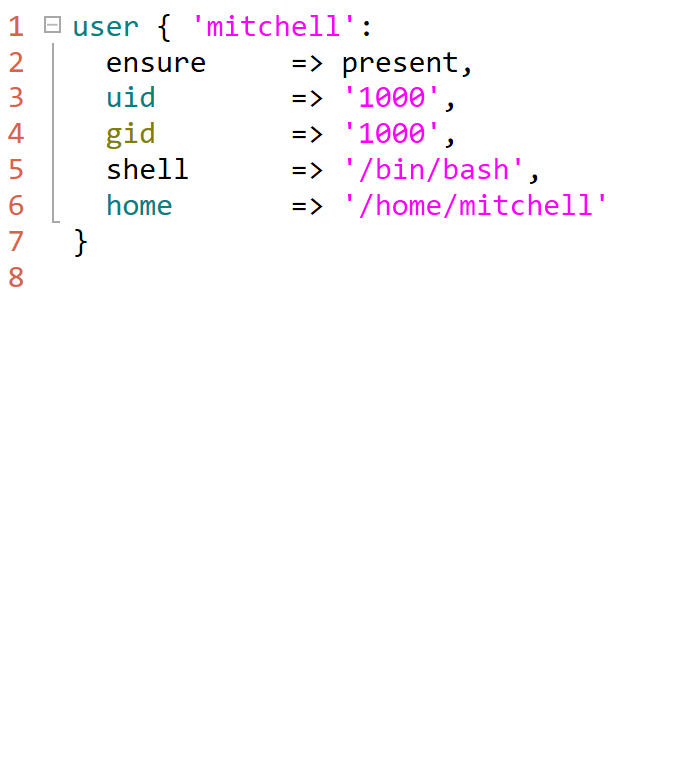 1 user { 'mitchell':
2   ensure     => present,
3   uid        => '1000',
4   gid        => '1000',
5   shell      => '/bin/bash',
6   home       => '/home/mitchell'
7 }
8